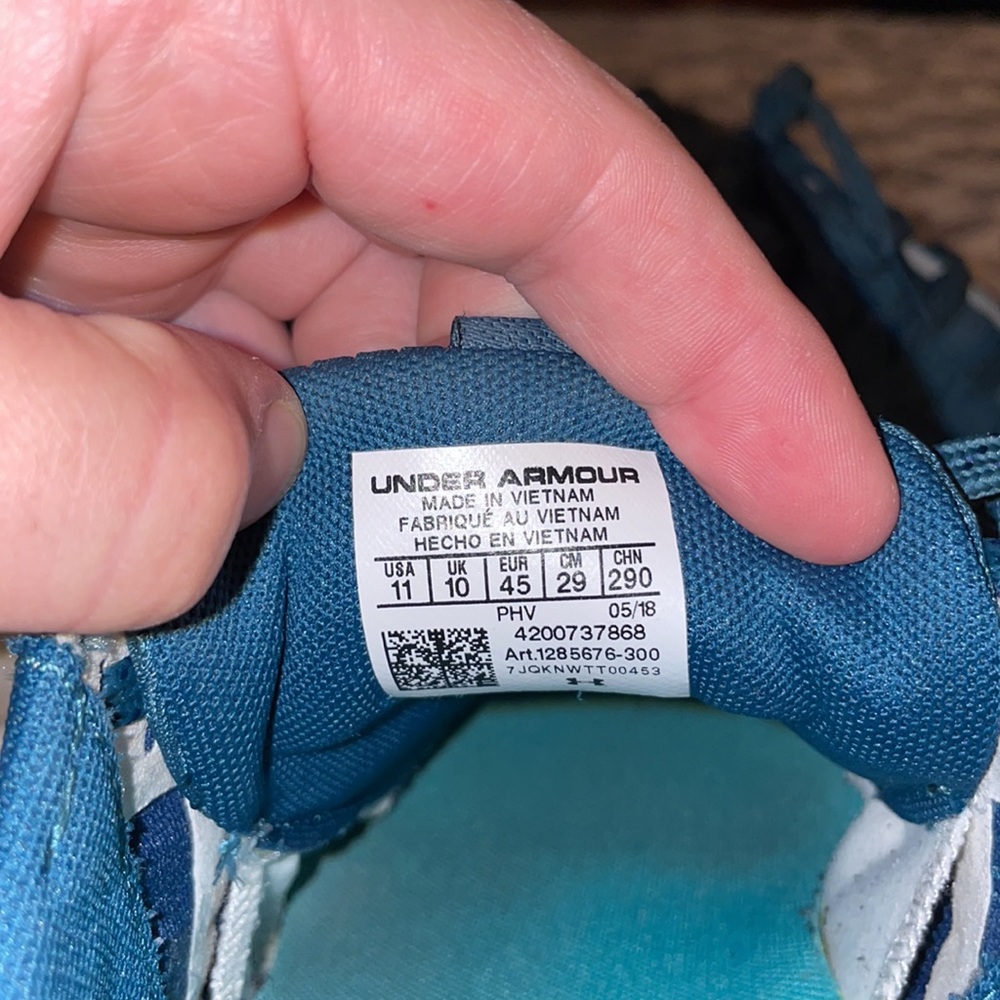 UNDER ARMOUR
MADE IN VIETNAM
FABRIQUÉ AU VIETNAM
HECHO EN VIETNAM
USA UK EUR CM CHN
11 10 45 29 290
PHV 05/18
4200737868
Art.1285676-300
7JQKNWTT00453